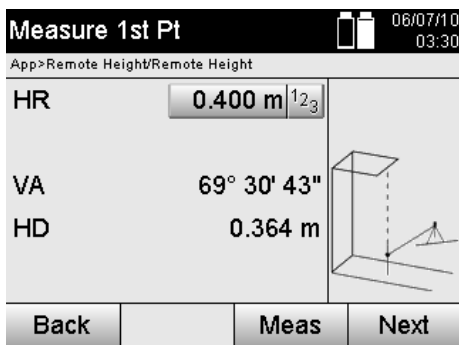 Measure 1st Pt
06/07/10
03:30
App>Remote Height/Remote Height
HR 0.400 m 123
VA 69° 30' 43"
HD 0.364 m
Back Meas Next